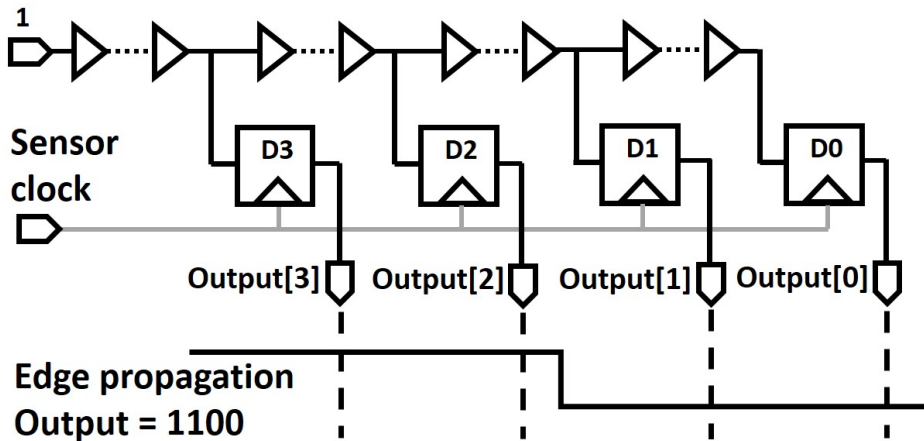 1
D3 D2 D1 D0
Sensor
clock
Output[3] Output[2] Output[1] Output[0]
Edge propagation
Output = 1100